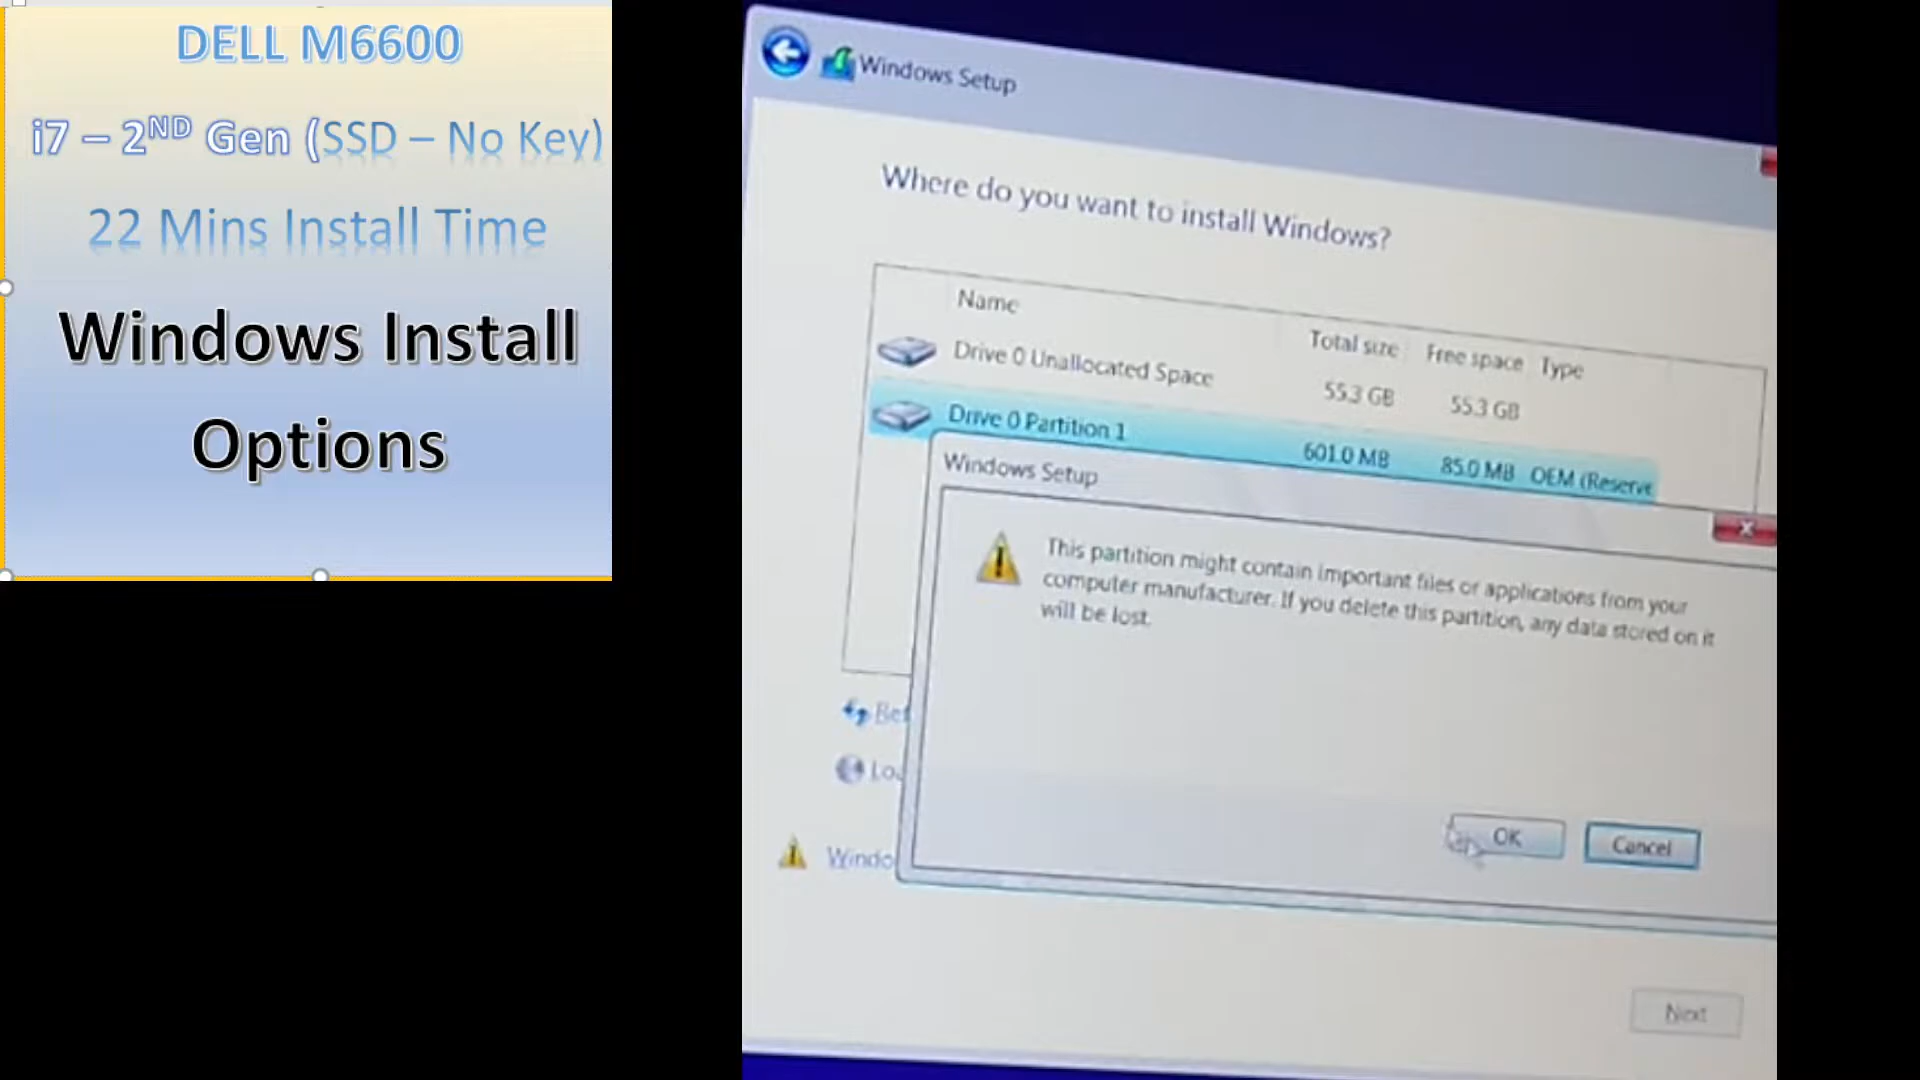 DELL M6600
i7 – 2ND Gen (SSD – No Key)
22 Mins Install Time
Windows Install
Options
Windows Setup
Where do you want to install Windows?
Name Total size Free space Type
Drive 0 Unallocated Space 55.3 GB 55.3 GB
Drive 0 Partition 1 601.0 MB 85.0 MB OEM (Reserve
Windows Setup
This partition might contain important files or applications from your
computer manufacturer. If you delete this partition, any data stored on it
will be lost.
OK Cancel
Next